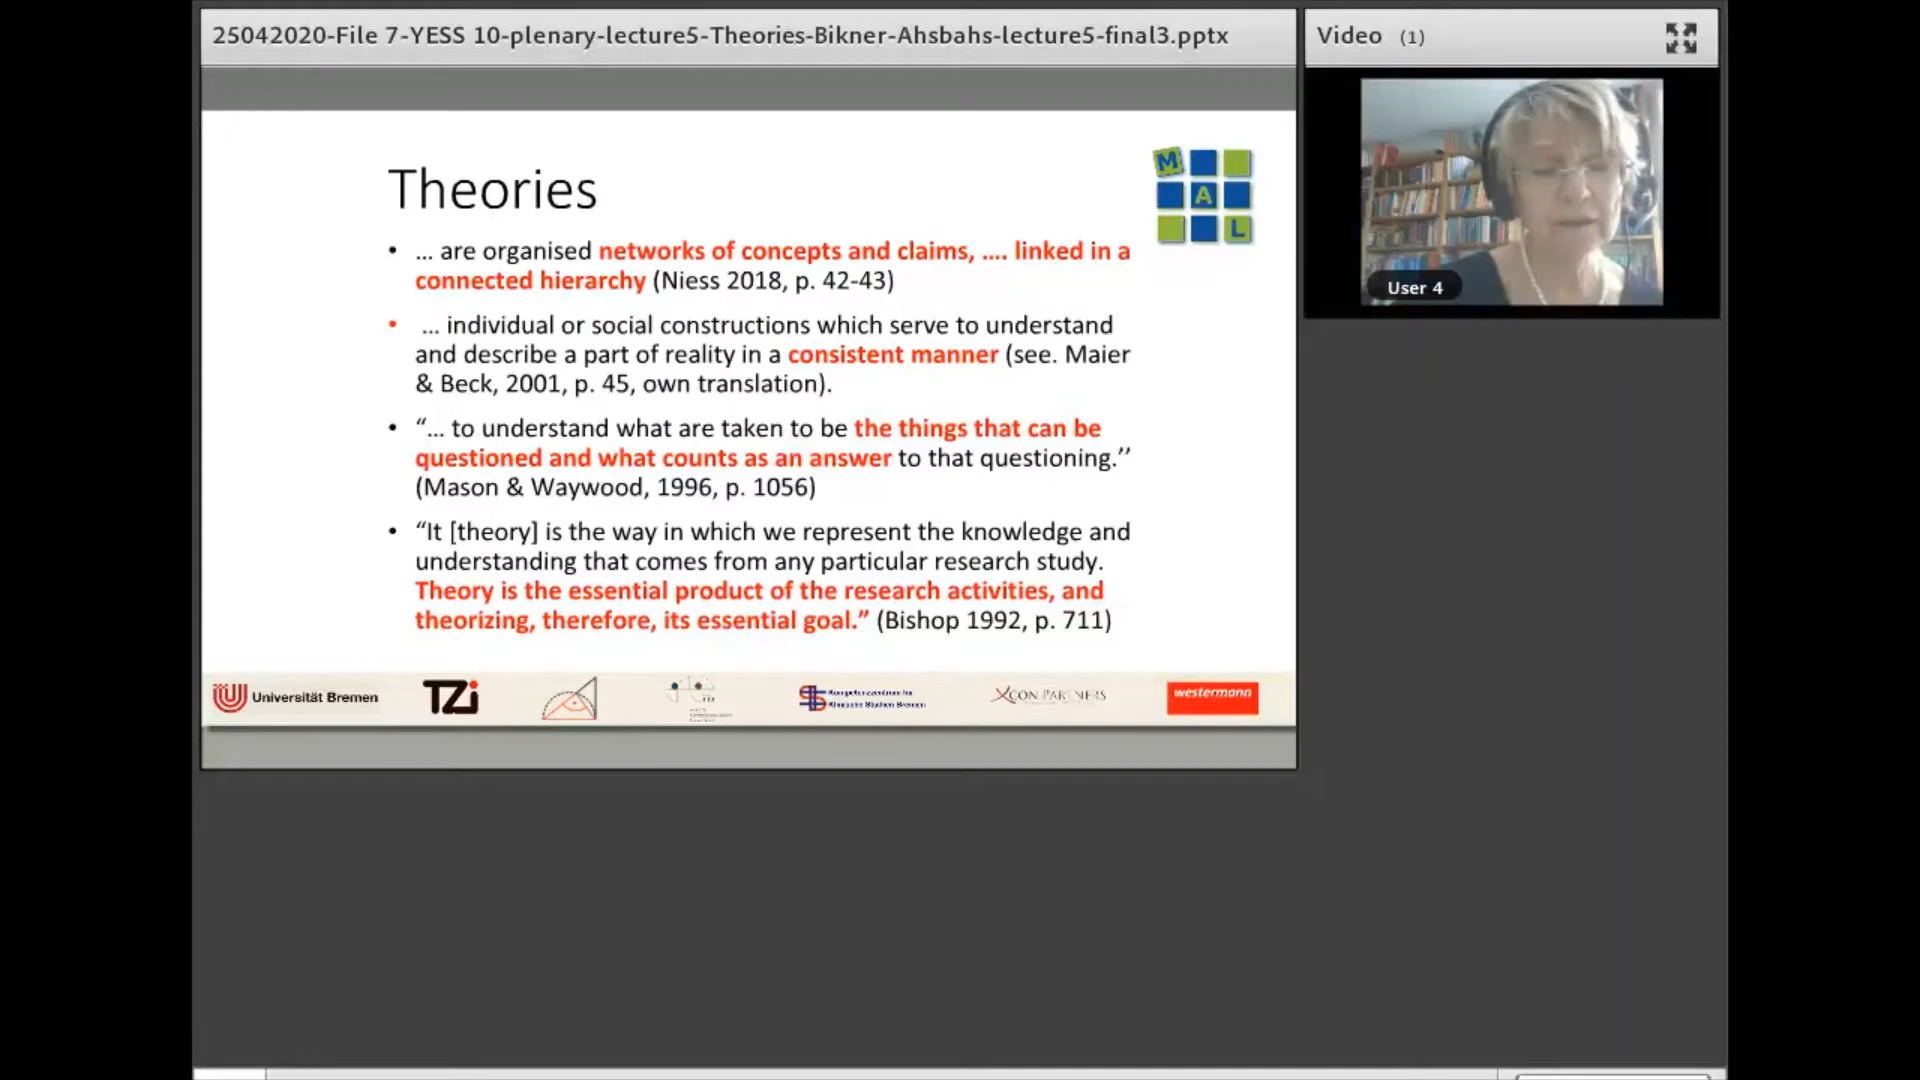 25042020-File 7-YESS 10-plenary-lecture5-Theories-Bikner-Ahsbahs-lecture5-final3.pptx
Video (1)
M
A
L
Theories
• ... are organised networks of concepts and claims, .... linked in a
connected hierarchy (Niess 2018, p. 42-43)
• ... individual or social constructions which serve to understand
and describe a part of reality in a consistent manner (see. Maier
& Beck, 2001, p. 45, own translation).
• “... to understand what are taken to be the things that can be
questioned and what counts as an answer to that questioning.’’
(Mason & Waywood, 1996, p. 1056)
• “It [theory] is the way in which we represent the knowledge and
understanding that comes from any particular research study.
Theory is the essential product of the research activities, and
theorizing, therefore, its essential goal.” (Bishop 1992, p. 711)
User 4
Universität Bremen
TZi
Kompetenzzentrum für
Klinische Studien Bremen
XCON PARTNERS
westermann